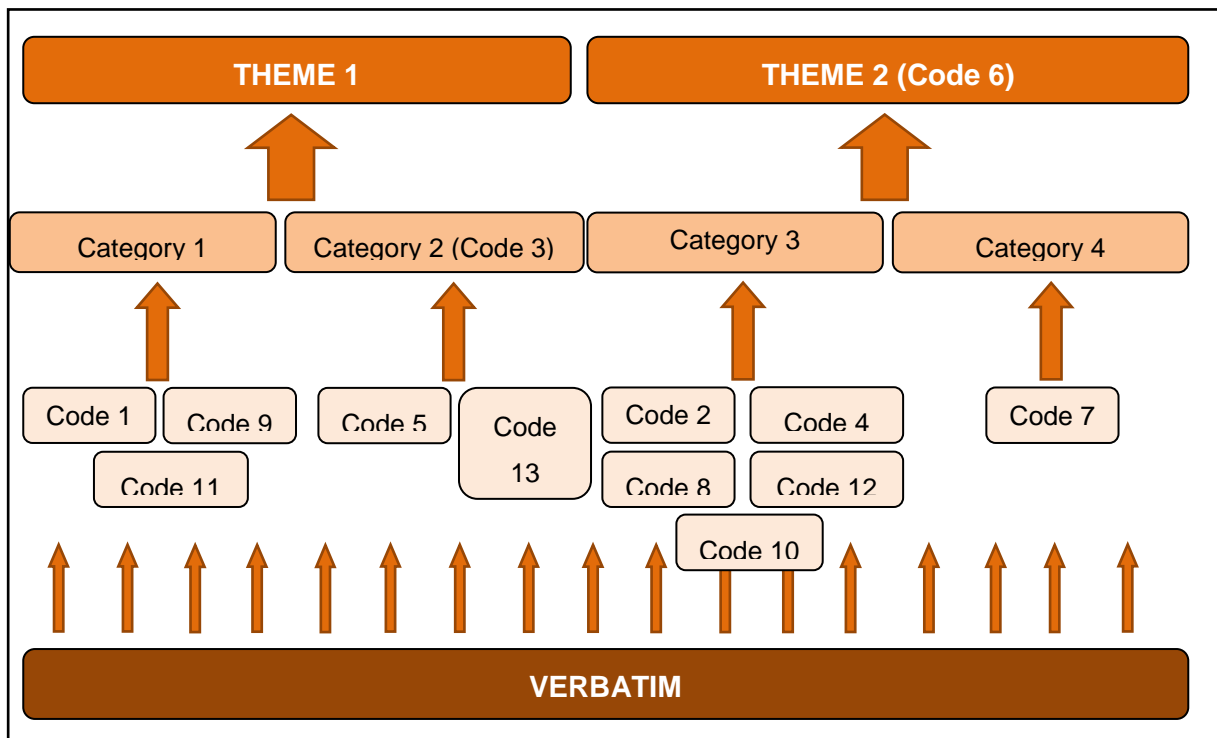 THEME 1
THEME 2 (Code 6)
Category 1
Category 2 (Code 3)
Category 3
Category 4
Code 1
Code 9
Code 11
Code 5
Code
13
Code 2
Code 4
Code 8
Code 12
Code 10
Code 7
VERBATIM